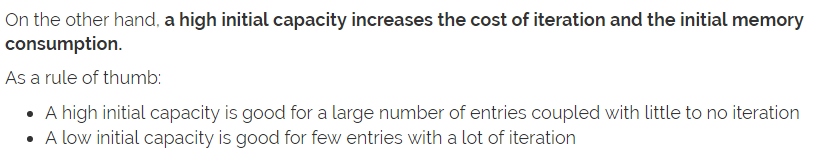 On the other hand, a high initial capacity increases the cost of iteration and the initial memory
consumption.
As a rule of thumb:
• A high initial capacity is good for a large number of entries coupled with little to no iteration
• A low initial capacity is good for few entries with a lot of iteration